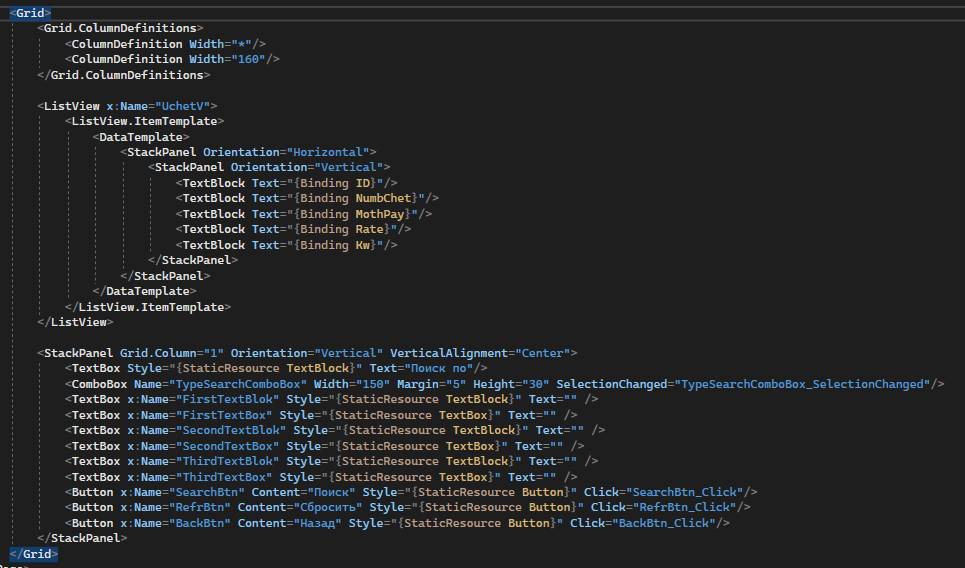 <Grid>
<Grid.ColumnDefinitions>
<ColumnDefinition Width="*"/>
<ColumnDefinition Width="160"/>
</Grid.ColumnDefinitions>
<ListView x:Name="UchetV">
<ListView.ItemTemplate>
<DataTemplate>
<StackPanel Orientation="Horizontal">
<StackPanel Orientation="Vertical">
<TextBlock Text="{Binding ID}"/>
<TextBlock Text="{Binding NumbChet}"/>
<TextBlock Text="{Binding MothPay}"/>
<TextBlock Text="{Binding Rate}"/>
<TextBlock Text="{Binding Kw}"/>
</StackPanel>
</StackPanel>
</DataTemplate>
</ListView.ItemTemplate>
</ListView>
<StackPanel Grid.Column="1" Orientation="Vertical" VerticalAlignment="Center">
<TextBox Style="{StaticResource TextBlock}" Text="Поиск по"/>
<ComboBox Name="TypeSearchComboBox" Width="150" Margin="5" Height="30" SelectionChanged="TypeSearchComboBox_SelectionChanged"/>
<TextBox x:Name="FirstTextBlok" Style="{StaticResource TextBlock}" Text="" />
<TextBox x:Name="FirstTextBox" Style="{StaticResource TextBox}" Text="" />
<TextBox x:Name="SecondTextBlok" Style="{StaticResource TextBlock}" Text="" />
<TextBox x:Name="SecondTextBox" Style="{StaticResource TextBox}" Text="" />
<TextBox x:Name="ThirdTextBlok" Style="{StaticResource TextBlock}" Text="" />
<TextBox x:Name="ThirdTextBox" Style="{StaticResource TextBox}" Text="" />
<Button x:Name="SearchBtn" Content="Поиск" Style="{StaticResource Button}" Click="SearchBtn_Click"/>
<Button x:Name="RefrBtn" Content="Сбросить" Style="{StaticResource Button}" Click="RefrBtn_Click"/>
<Button x:Name="BackBtn" Content="Назад" Style="{StaticResource Button}" Click="BackBtn_Click"/>
</StackPanel>
</Grid>